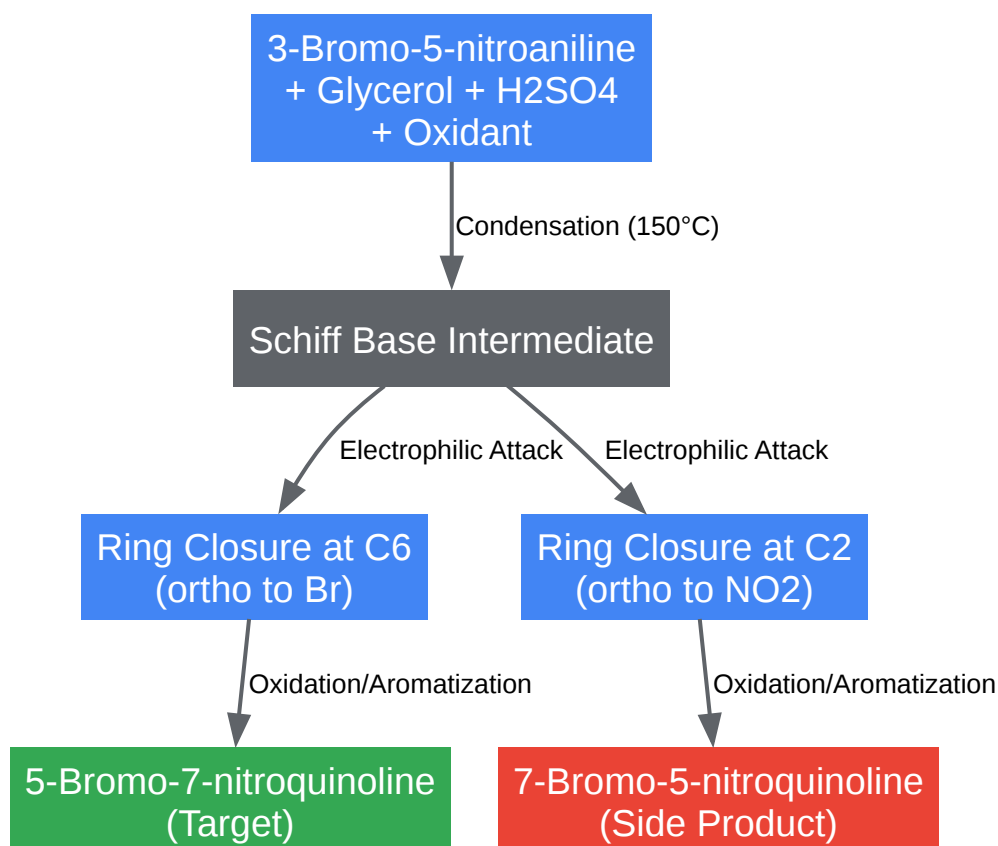 3-Bromo-5-nitroaniline
+ Glycerol + H2SO4
+ Oxidant
Condensation (150°C)
Schiff Base Intermediate
Electrophilic Attack
Electrophilic Attack
Ring Closure at C6
(ortho to Br)
Ring Closure at C2
(ortho to NO2)
Oxidation/Aromatization
Oxidation/Aromatization
5-Bromo-7-nitroquinoline
(Target)
7-Bromo-5-nitroquinoline
(Side Product)